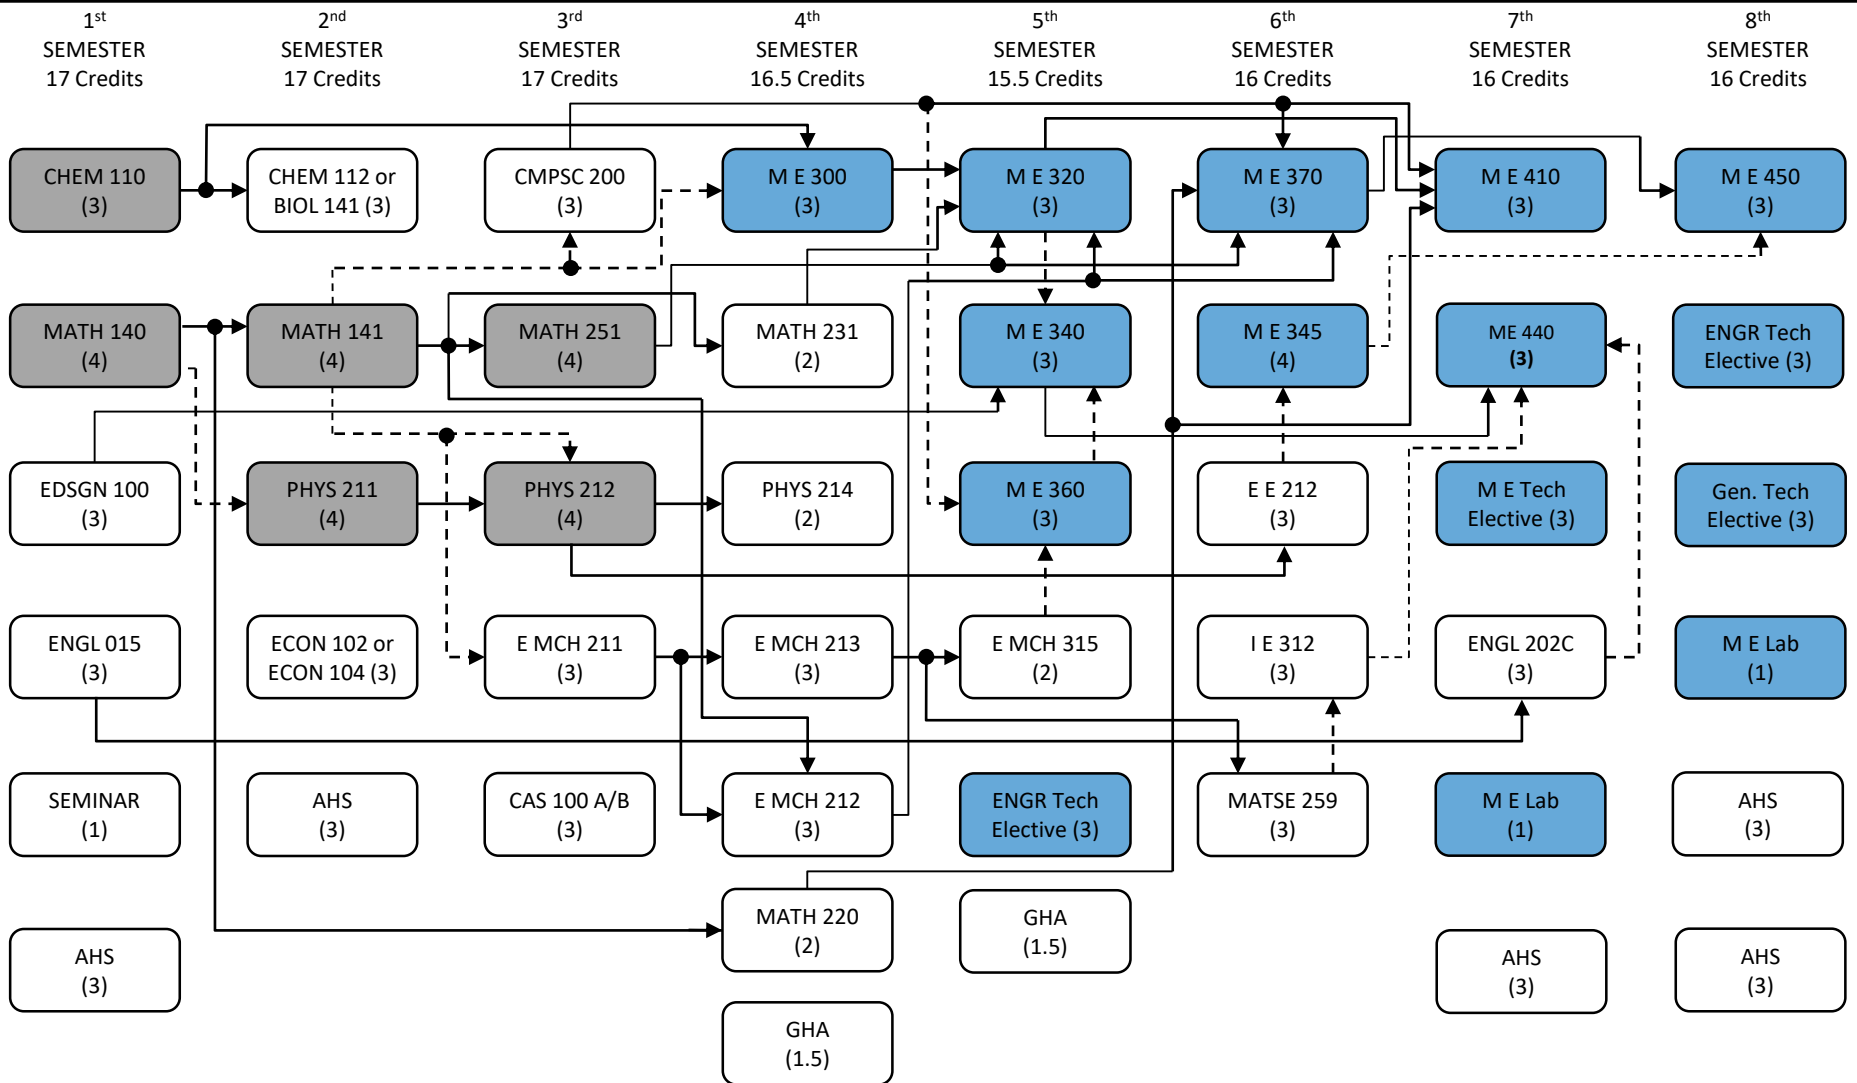 1st
SEMESTER
17 Credits
2nd
SEMESTER
17 Credits
3rd
SEMESTER
17 Credits
4th
SEMESTER
16.5 Credits
5th
SEMESTER
15.5 Credits
6th
SEMESTER
16 Credits
7th
SEMESTER
16 Credits
8th
SEMESTER
16 Credits
CHEM 110
(3)
CHEM 112 or
BIOL 141 (3)
CMPSC 200
(3)
M E 300
(3)
M E 320
(3)
M E 370
(3)
M E 410
(3)
M E 450
(3)
MATH 140
(4)
MATH 141
(4)
MATH 251
(4)
MATH 231
(2)
M E 340
(3)
M E 345
(4)
ME 440
(3)
ENGR Tech
Elective (3)
EDSGN 100
(3)
PHYS 211
(4)
PHYS 212
(4)
PHYS 214
(2)
M E 360
(3)
E E 212
(3)
M E Tech
Elective (3)
Gen. Tech
Elective (3)
ENGL 015
(3)
ECON 102 or
ECON 104 (3)
E MCH 211
(3)
E MCH 213
(3)
E MCH 315
(2)
I E 312
(3)
ENGL 202C
(3)
M E Lab
(1)
SEMINAR
(1)
AHS
(3)
CAS 100 A/B
(3)
E MCH 212
(3)
ENGR Tech
Elective (3)
MATSE 259
(3)
M E Lab
(1)
AHS
(3)
AHS
(3)
MATH 220
(2)
GHA
(1.5)
AHS
(3)
AHS
(3)
GHA
(1.5)